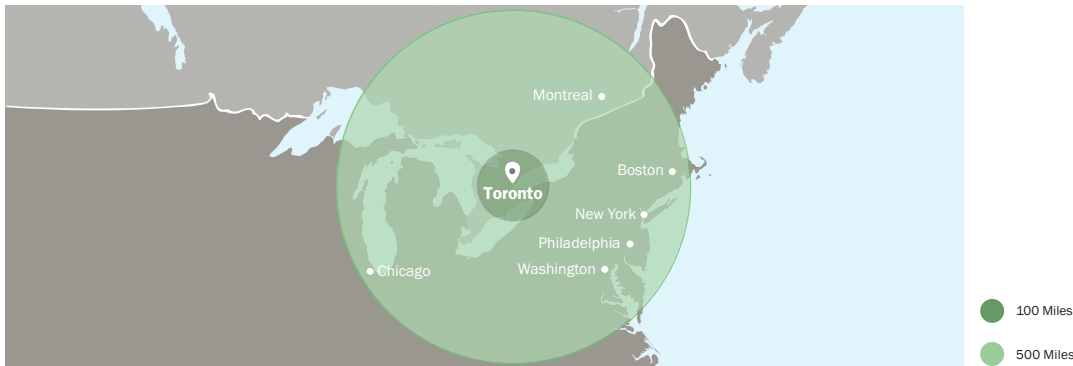 Montreal
Boston
Toronto
New York
Philadelphia
Washington
Chicago
100 Miles
500 Miles